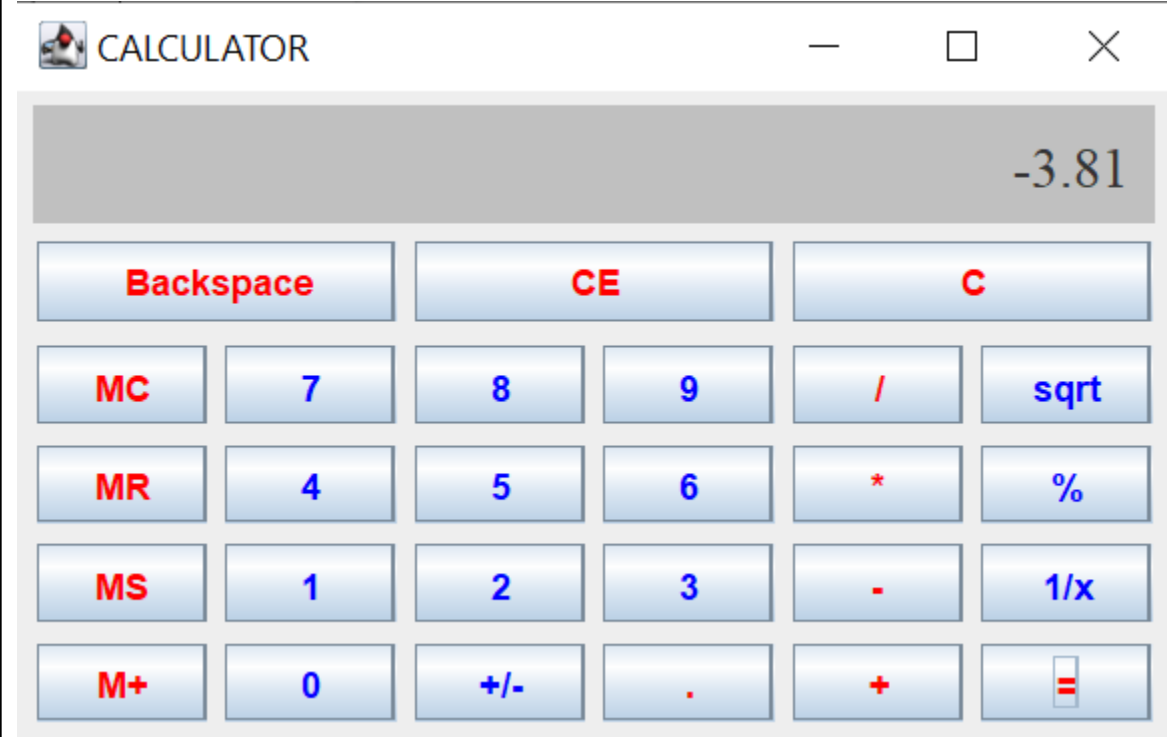 CALCULATOR
-3.81
Backspace CE C
MC 7 8 9 / sqrt
MR 4 5 6 * %
MS 1 2 3 - 1/x
M+ 0 +/- . + =